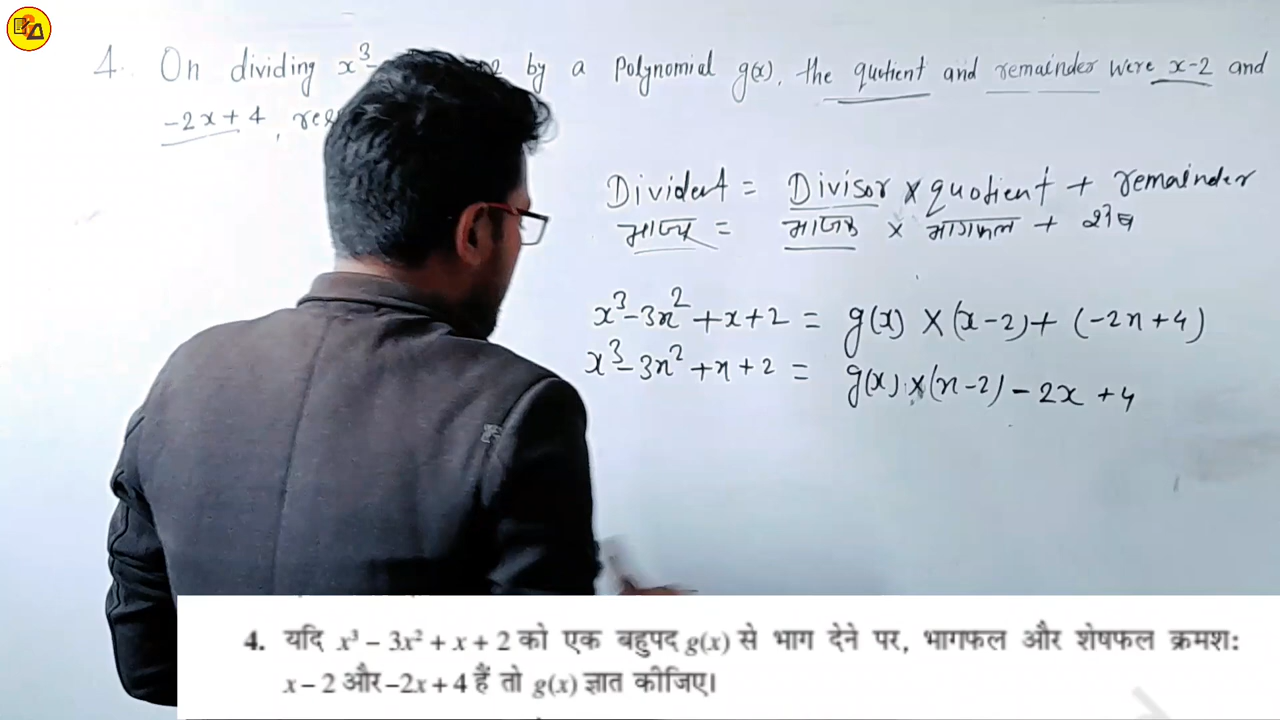 4. On dividing x³- by a Polynomial g(x), the quotient and remainder were x-2 and
-2x+4,
Divident = Divisor × quotient + remainder
भाज्य = भाजक × भागफल + शेष
x³-3x²+x+2 = g(x) × (x-2)+ (-2x+4)
x³-3x²+x+2 = g(x) × (x-2) - 2x +4
4. यदि x³ – 3x² + x + 2 को एक बहुपद g(x) से भाग देने पर, भागफल और शेषफल क्रमश:
x – 2 और –2x + 4 हैं तो g(x) ज्ञात कीजिए।